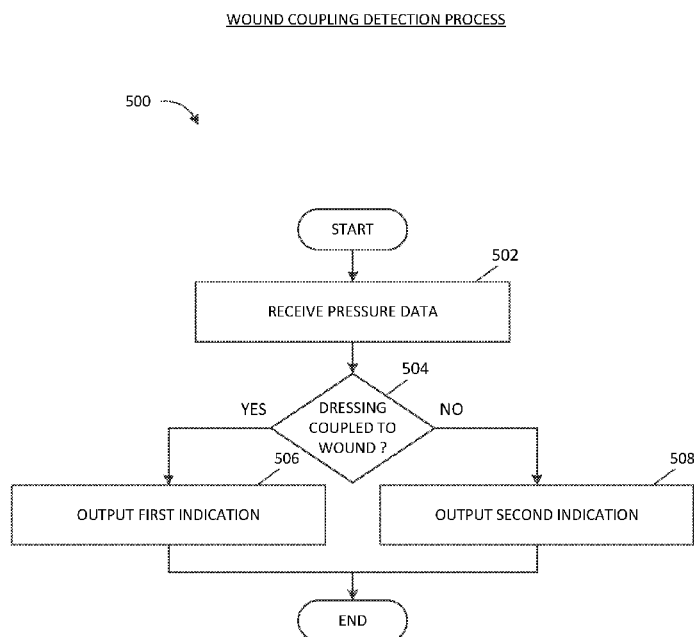 WOUND COUPLING DETECTION PROCESS
500
START
502
RECEIVE PRESSURE DATA
504
YES
DRESSING
COUPLED TO
WOUND ?
NO
506
508
OUTPUT FIRST INDICATION
OUTPUT SECOND INDICATION
END